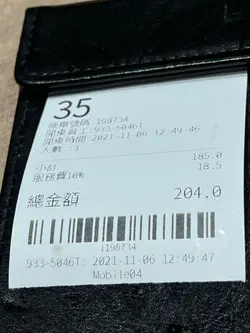 35
帳單號碼:i198734
開桌員工:933-5046T
開桌時間:2021-11-06 12:49:46
人數:3
185.0
小計
18.5
服務費10%
總金額 204.0
i198734
933-5046T: 2021-11-06 12:49:47
Mobile04